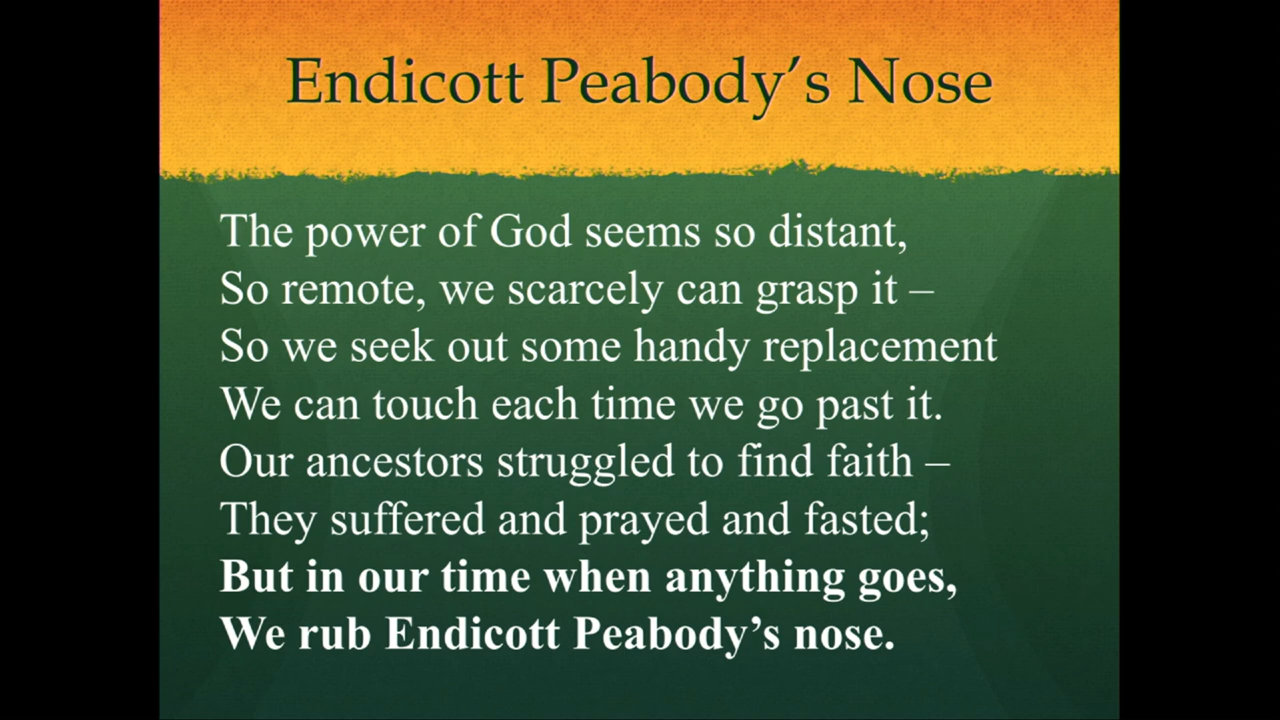 Endicott Peabody’s Nose
The power of God seems so distant,
So remote, we scarcely can grasp it –
So we seek out some handy replacement
We can touch each time we go past it.
Our ancestors struggled to find faith –
They suffered and prayed and fasted;
But in our time when anything goes,
We rub Endicott Peabody’s nose.